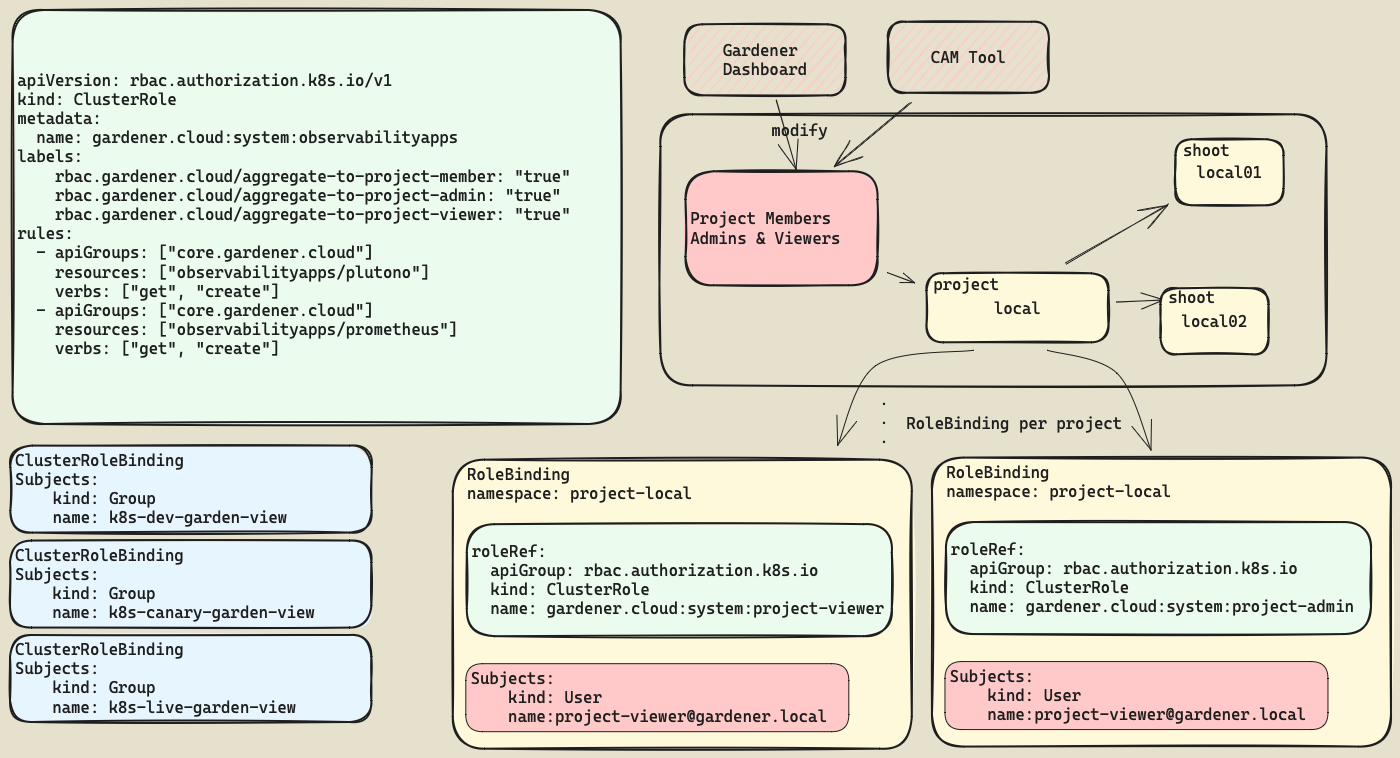 apiVersion: rbac.authorization.k8s.io/v1
kind: ClusterRole
metadata:
  name: gardener.cloud:system:observabilityapps
labels:
    rbac.gardener.cloud/aggregate-to-project-member: "true"
    rbac.gardener.cloud/aggregate-to-project-admin: "true"
    rbac.gardener.cloud/aggregate-to-project-viewer: "true"
rules:
  - apiGroups: ["core.gardener.cloud"]
    resources: ["observabilityapps/plutono"]
    verbs: ["get", "create"]
  - apiGroups: ["core.gardener.cloud"]
    resources: ["observabilityapps/prometheus"]
    verbs: ["get", "create"]
Gardener
Dashboard
CAM Tool
modify
Project Members
Admins & Viewers
project
local
shoot
local01
shoot
local02
RoleBinding per project
ClusterRoleBinding
Subjects:
    kind: Group
    name: k8s-dev-garden-view
ClusterRoleBinding
Subjects:
    kind: Group
    name: k8s-canary-garden-view
ClusterRoleBinding
Subjects:
    kind: Group
    name: k8s-live-garden-view
RoleBinding
namespace: project-local
roleRef:
  apiGroup: rbac.authorization.k8s.io
  kind: ClusterRole
  name: gardener.cloud:system:project-viewer
Subjects:
    kind: User
    name:project-viewer@gardener.local
RoleBinding
namespace: project-local
roleRef:
  apiGroup: rbac.authorization.k8s.io
  kind: ClusterRole
  name: gardener.cloud:system:project-admin
Subjects:
    kind: User
    name:project-viewer@gardener.local